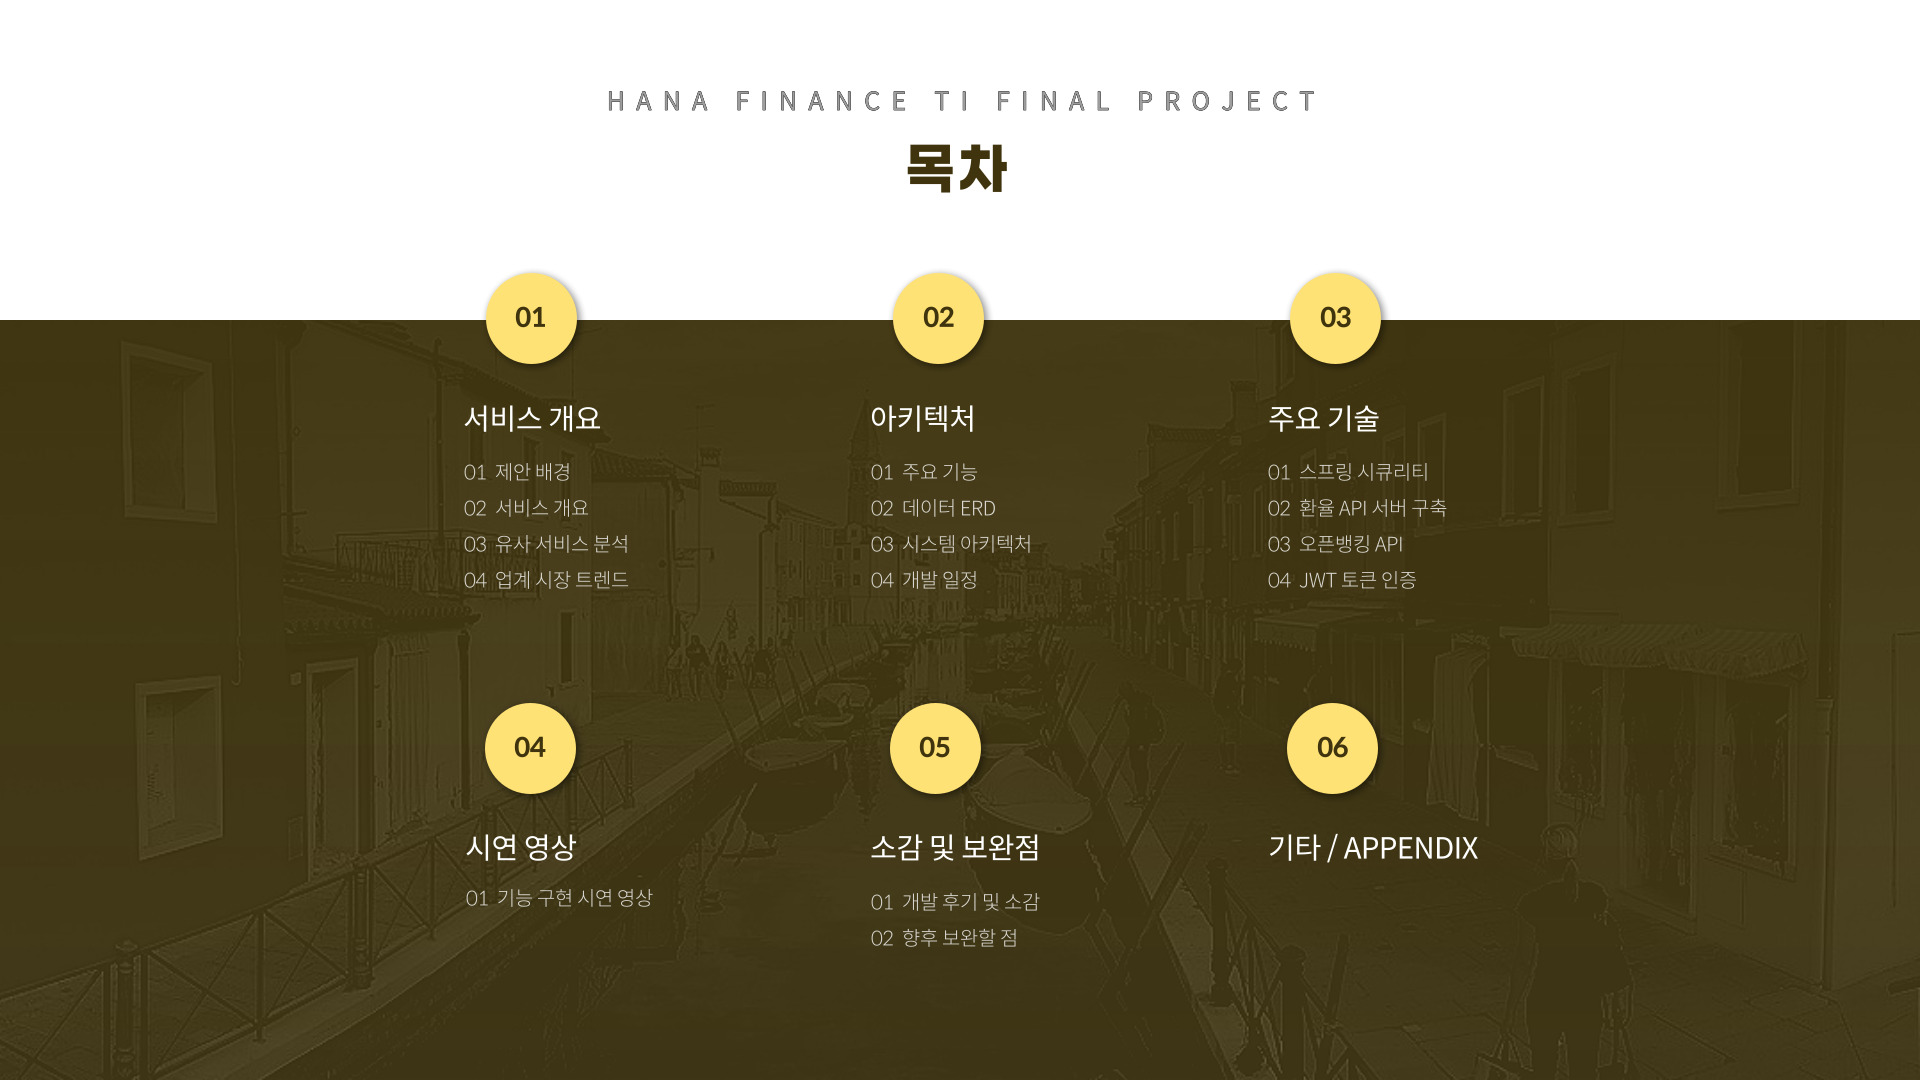 HANA FINANCE TI FINAL PROJECT
목차
01
서비스 개요
01 제안 배경
02 서비스 개요
03 유사 서비스 분석
04 업계 시장 트렌드
02
아키텍처
01 주요 기능
02 데이터 ERD
03 시스템 아키텍처
04 개발 일정
03
주요 기술
01 스프링 시큐리티
02 환율 API 서버 구축
03 오픈뱅킹 API
04 JWT 토큰 인증
04
시연 영상
01 기능 구현 시연 영상
05
소감 및 보완점
01 개발 후기 및 소감
02 향후 보완할 점
06
기타 / APPENDIX